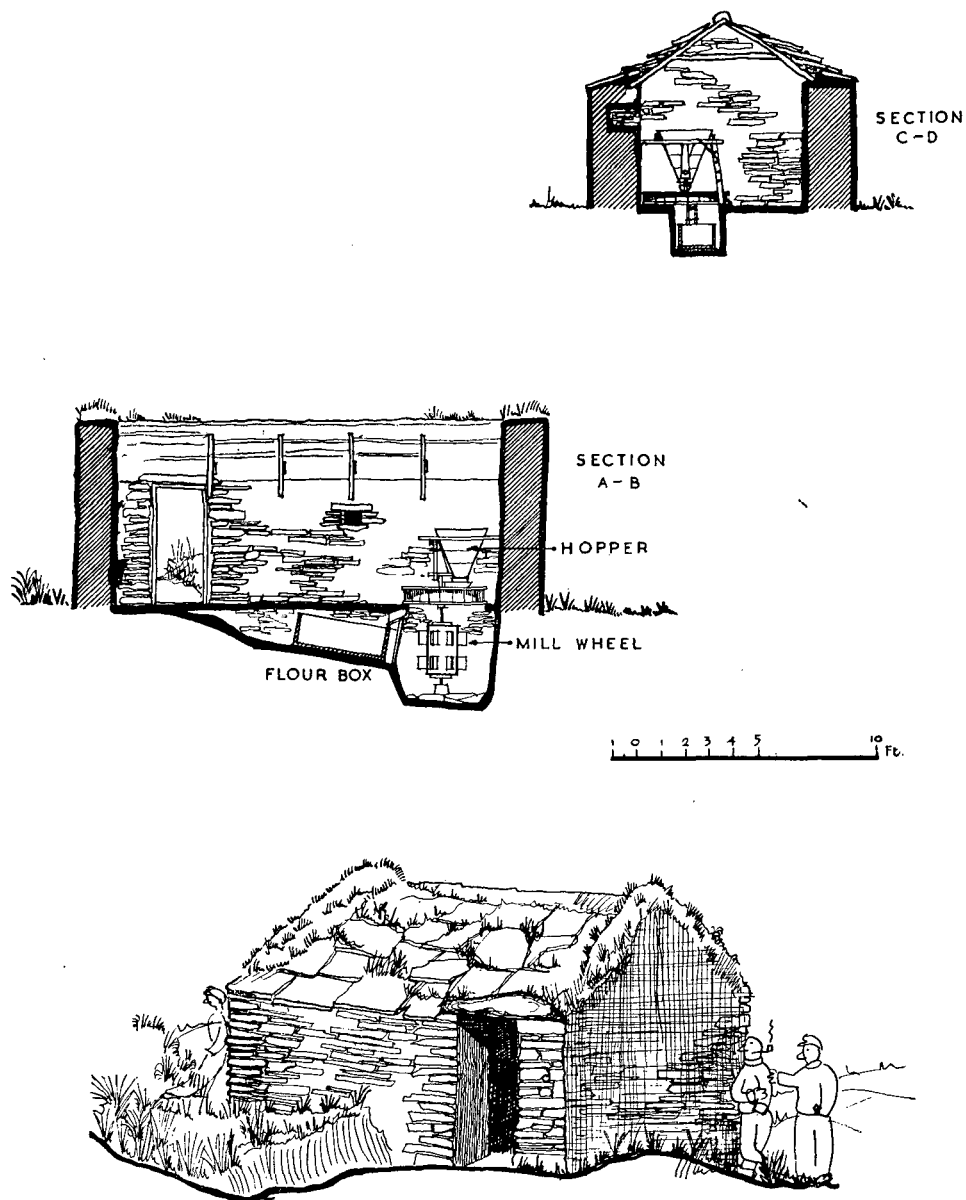 SECTION
C-D
SECTION
A-B
HOPPER
MILL WHEEL
FLOUR BOX
1 0 1 2 3 4 5 10 Ft.